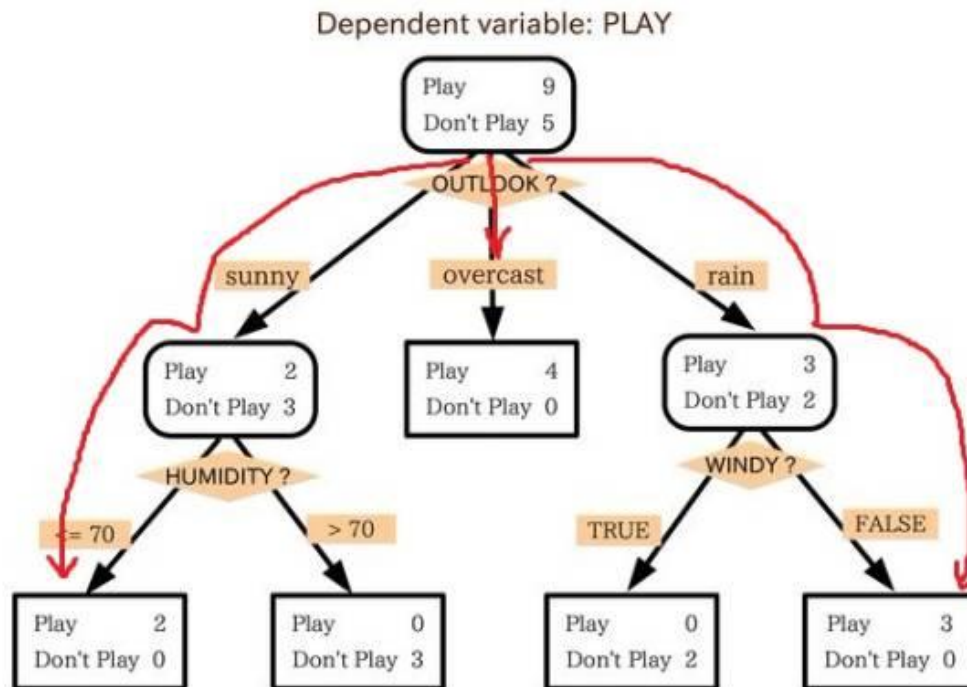 Dependent variable: PLAY
Play 9
Don't Play 5
OUTLOOK ?
sunny
overcast
rain
Play 2
Don't Play 3
Play 4
Don't Play 0
Play 3
Don't Play 2
HUMIDITY ?
WINDY ?
<= 70
> 70
TRUE
FALSE
Play 2
Don't Play 0
Play 0
Don't Play 3
Play 0
Don't Play 2
Play 3
Don't Play 0